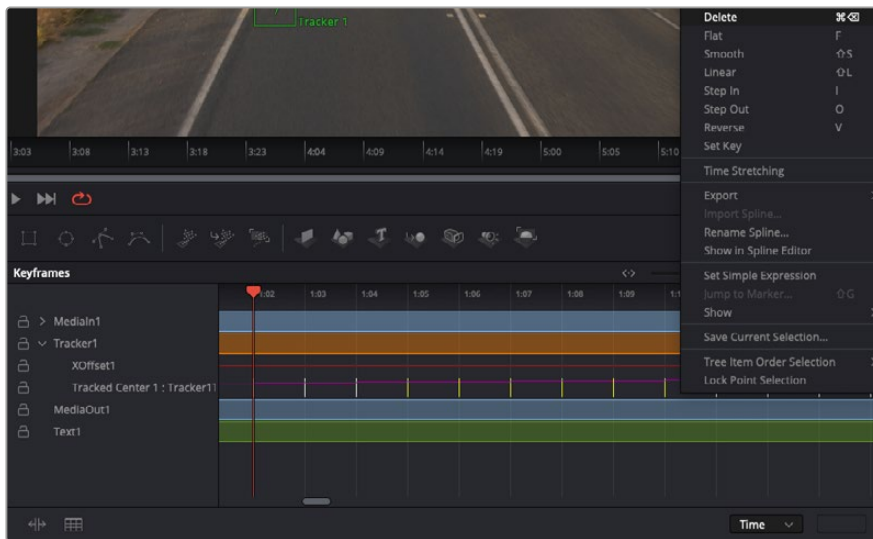 Tracker 1
Delete ⌘⌫
Flat F
Smooth ⇧S
Linear ⇧L
Step In I
Step Out O
Reverse V
Set Key
Time Stretching
Export
Import Spline...
Rename Spline...
Show in Spline Editor
Set Simple Expression
Jump to Marker... ⇧G
Show
Save Current Selection...
Tree Item Order Selection
Lock Point Selection
3:03 3:08 3:13 3:18 3:23 4:04 4:09 4:14 4:19 5:00 5:05 5:10
Keyframes
1:02 1:03 1:04 1:05 1:06 1:07 1:08 1:09
MediaIn1
Tracker1
XOffset1
Tracked Center 1 : Tracker1
MediaOut1
Text1
Time